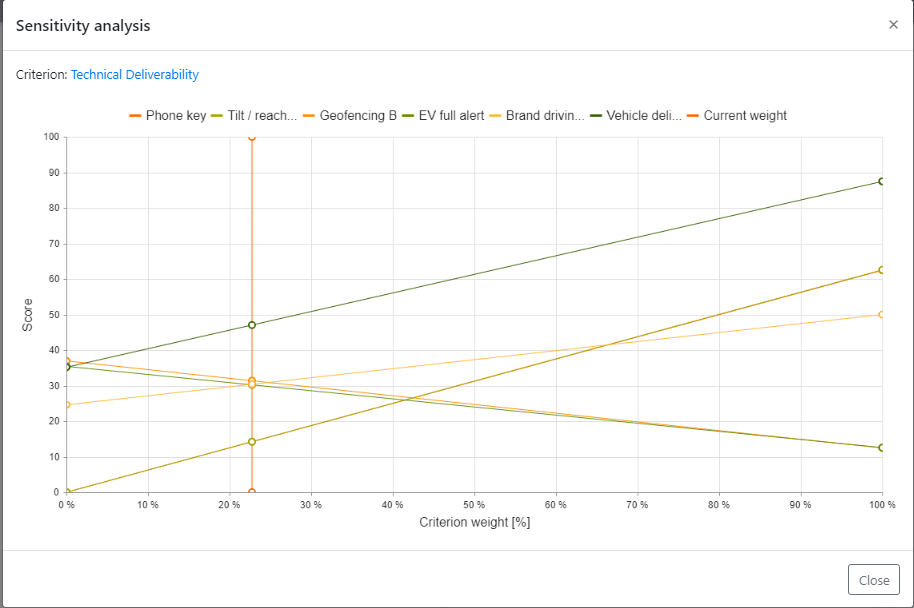 Sensitivity analysis ×
Criterion: Technical Deliverability
Phone key Tilt / reach... Geofencing B EV full alert Brand drivin... Vehicle deli... Current weight
100
90
80
70
60
50
40
30
20
10
0
Score
0 % 10 % 20 % 30 % 40 % 50 % 60 % 70 % 80 % 90 % 100 %
Criterion weight [%]
Close